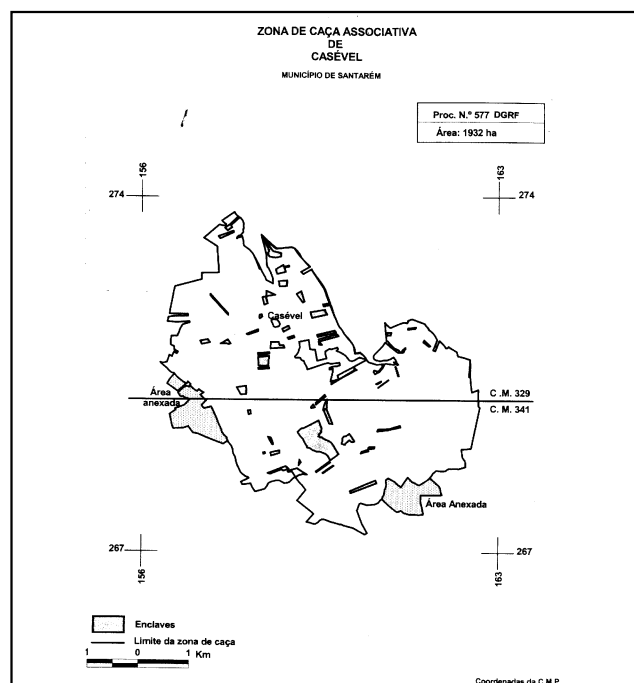 ZONA DE CAÇA ASSOCIATIVA
DE
CASÉVEL
MUNICÍPIO DE SANTARÉM
Proc. N.º 577 DGRF
Área: 1932 ha
156
163
274
274
Casével
Área
anexada
C .M. 329
C. M. 341
Área Anexada
267
267
156
163
Enclaves
Limite da zona de caça
1 0 1 Km
Coordenadas da C.M.P.